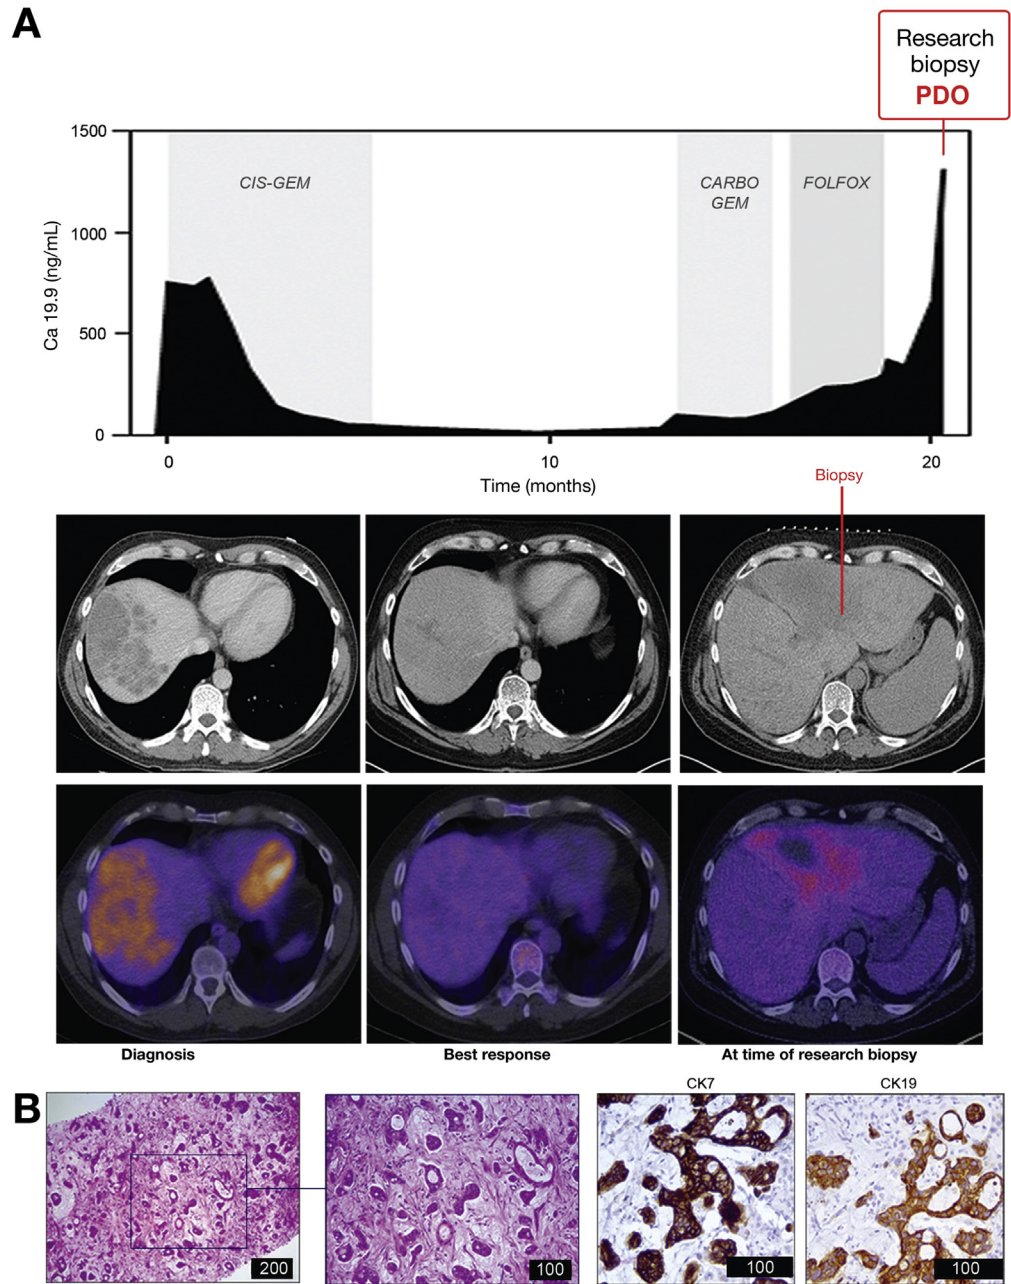 A
Research
biopsy
PDO
1500
1000
500
0
Ca 19.9 (ng/mL)
CIS-GEM
CARBO
GEM
FOLFOX
0
10
20
Time (months)
Biopsy
Diagnosis
Best response
At time of research biopsy
B
CK7
CK19
200
100
100
100